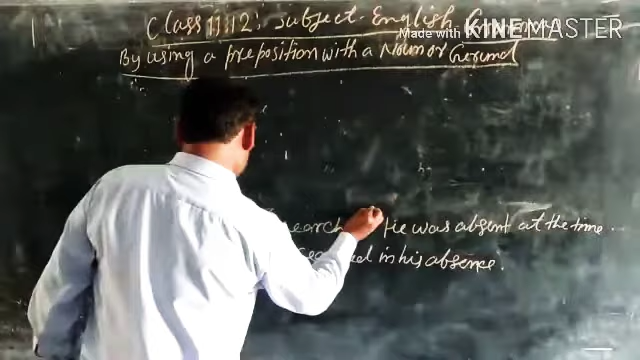 Class 11&12: Subject- English Grammar
Made with KINEMASTER
By using a preposition with a Noun or Gerund
He was absent at the time.
in his absence.